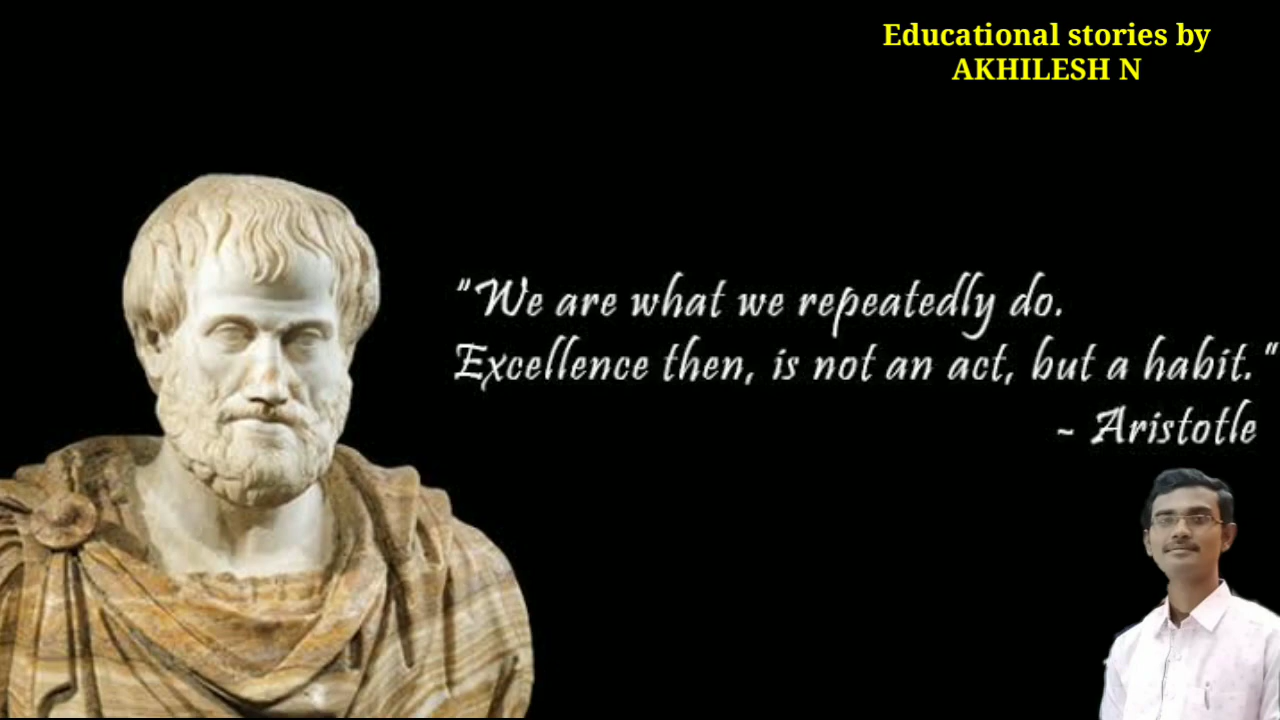 Educational stories by
AKHILESH N
"We are what we repeatedly do.
Excellence then, is not an act, but a habit."
~ Aristotle